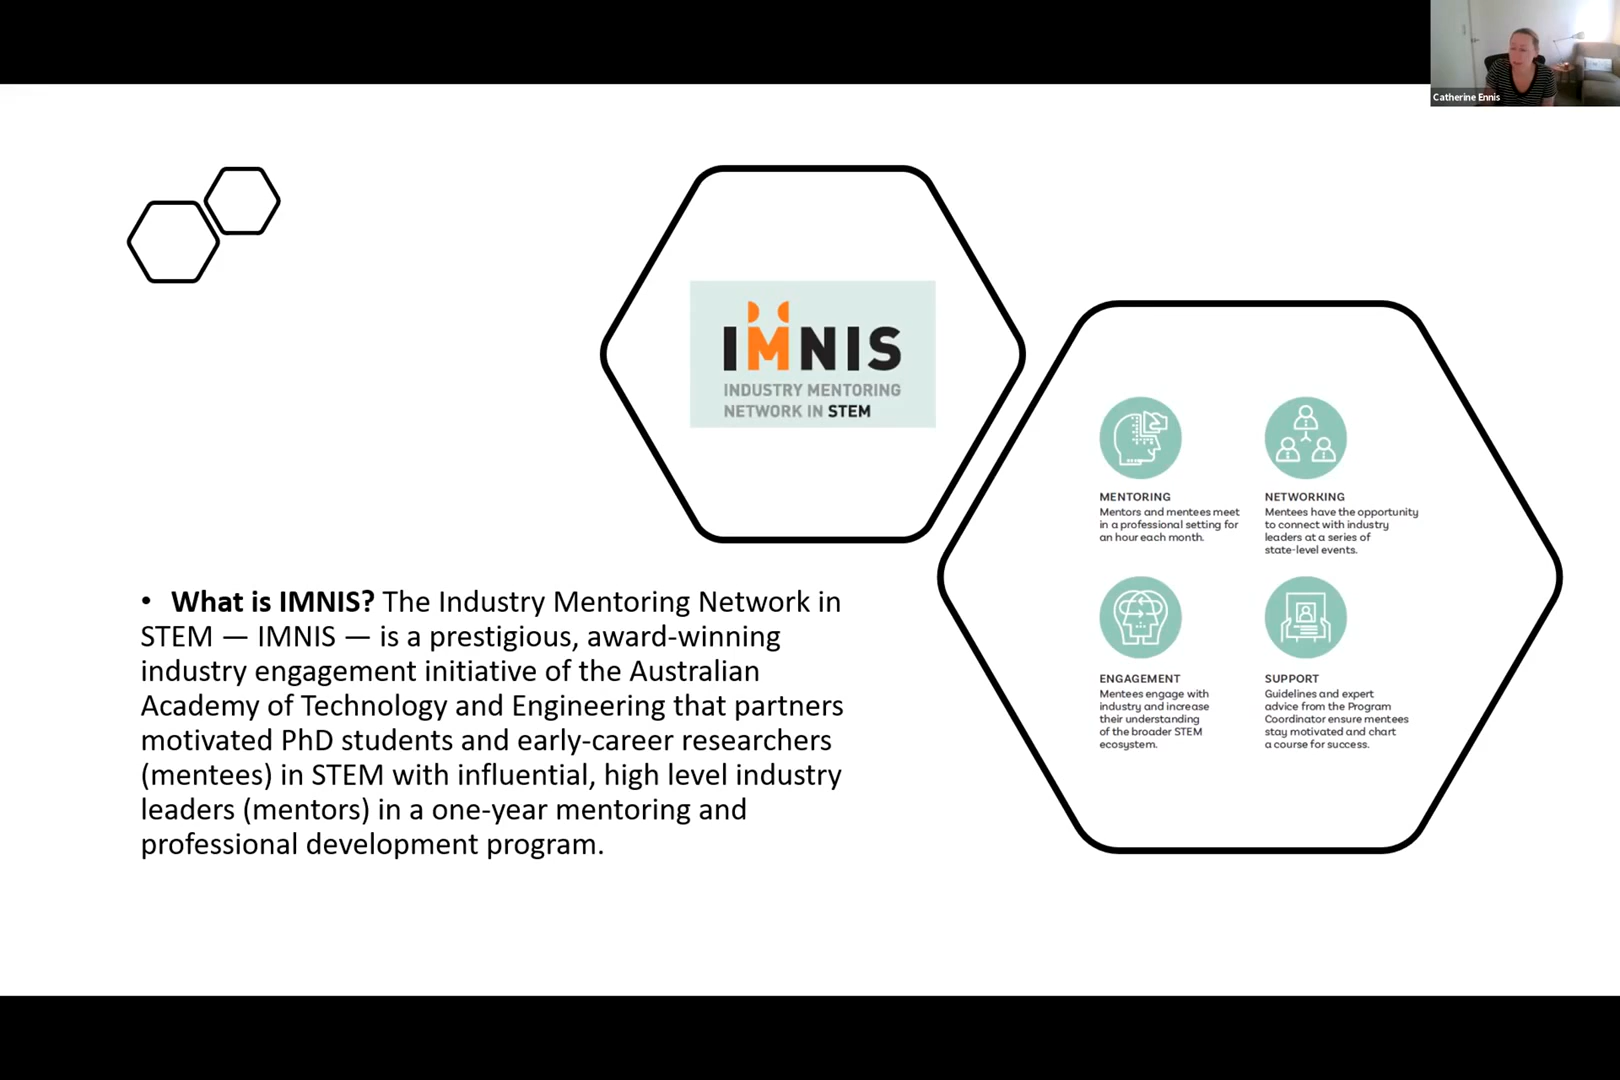 Catherine Ennis
IMNIS
INDUSTRY MENTORING
NETWORK IN STEM
MENTORING
Mentors and mentees meet
in a professional setting for
an hour each month.
NETWORKING
Mentees have the opportunity
to connect with industry
leaders at a series of
state-level events.
ENGAGEMENT
Mentees engage with
industry and increase
their understanding
of the broader STEM
ecosystem.
SUPPORT
Guidelines and expert
advice from the Program
Coordinator ensure mentees
stay motivated and chart
a course for success.
• What is IMNIS? The Industry Mentoring Network in
STEM — IMNIS — is a prestigious, award-winning
industry engagement initiative of the Australian
Academy of Technology and Engineering that partners
motivated PhD students and early-career researchers
(mentees) in STEM with influential, high level industry
leaders (mentors) in a one-year mentoring and
professional development program.